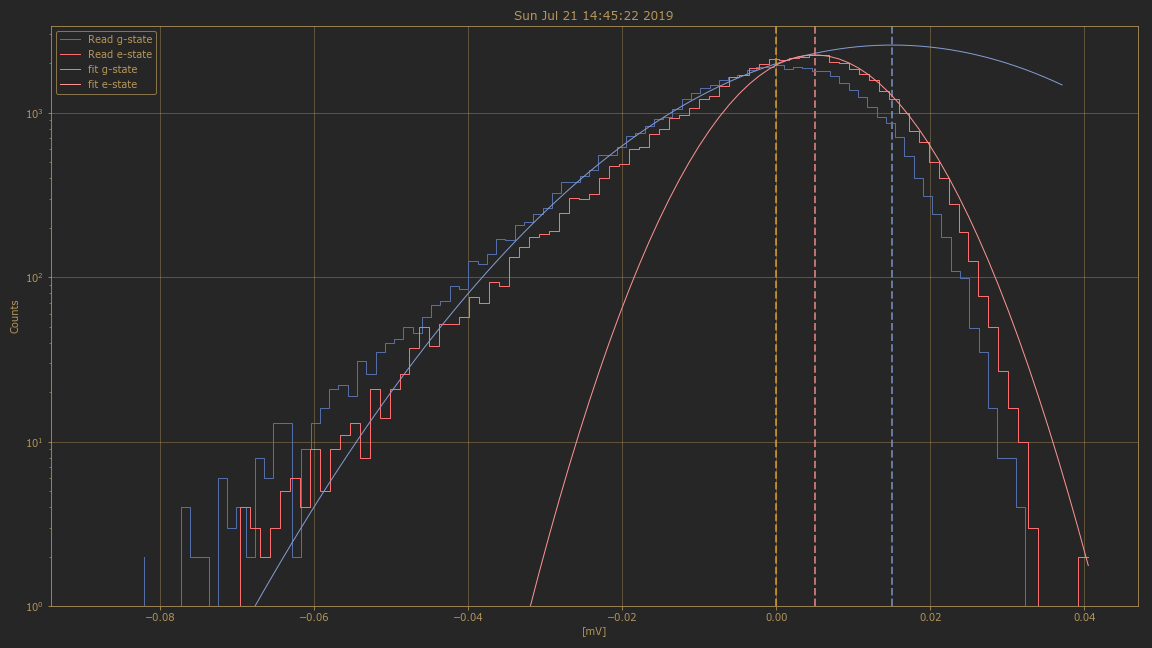 Sun Jul 21 14:45:22 2019
Read g-state
Read e-state
fit g-state
fit e-state
Counts
10³
10²
10¹
10⁰
−0.08 −0.06 −0.04 −0.02 0.00 0.02 0.04
[mV]